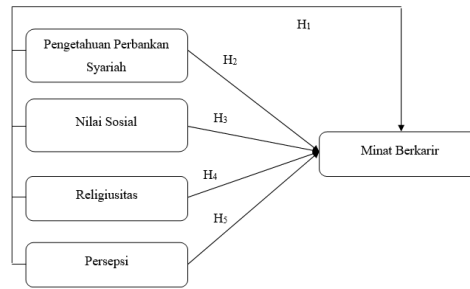 H1
Pengetahuan Perbankan
Syariah
H2
Nilai Sosial
H3
Minat Berkarir
Religiusitas
H4
H5
Persepsi